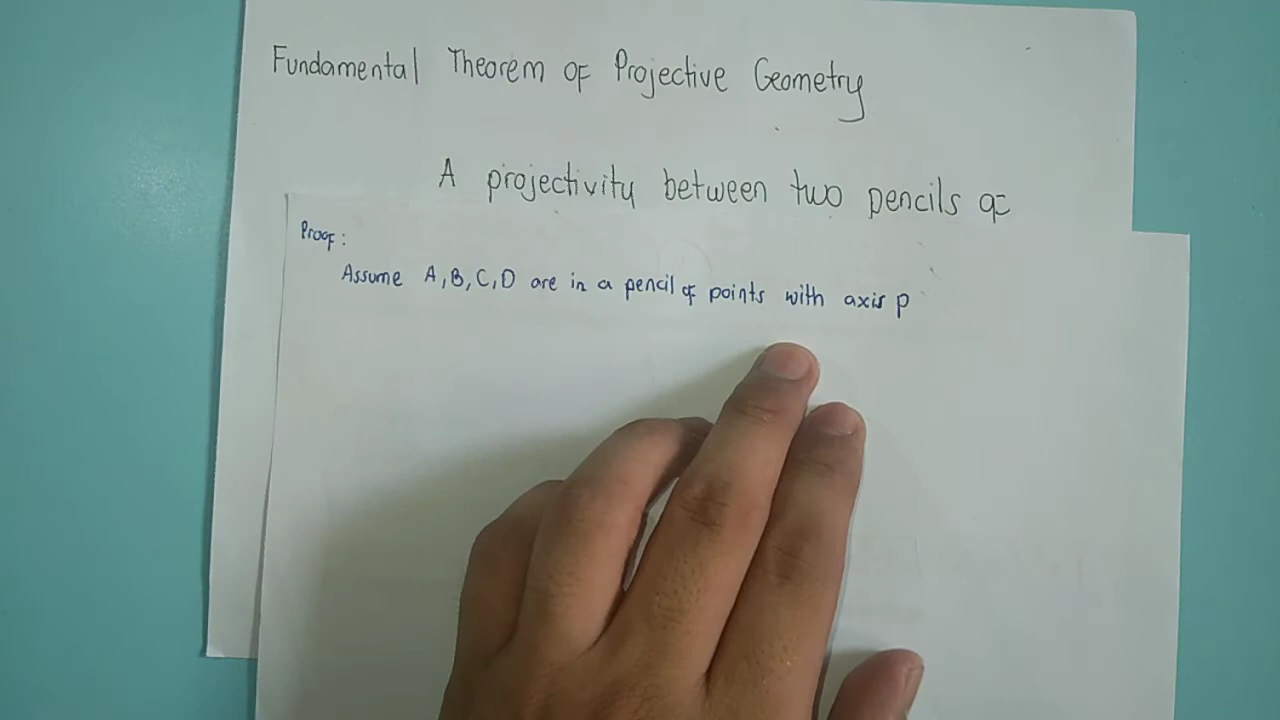 Fundamental Theorem of Projective Geometry
A projectivity between two pencils of
Proof:
Assume A, B, C, D are in a pencil of points with axis p